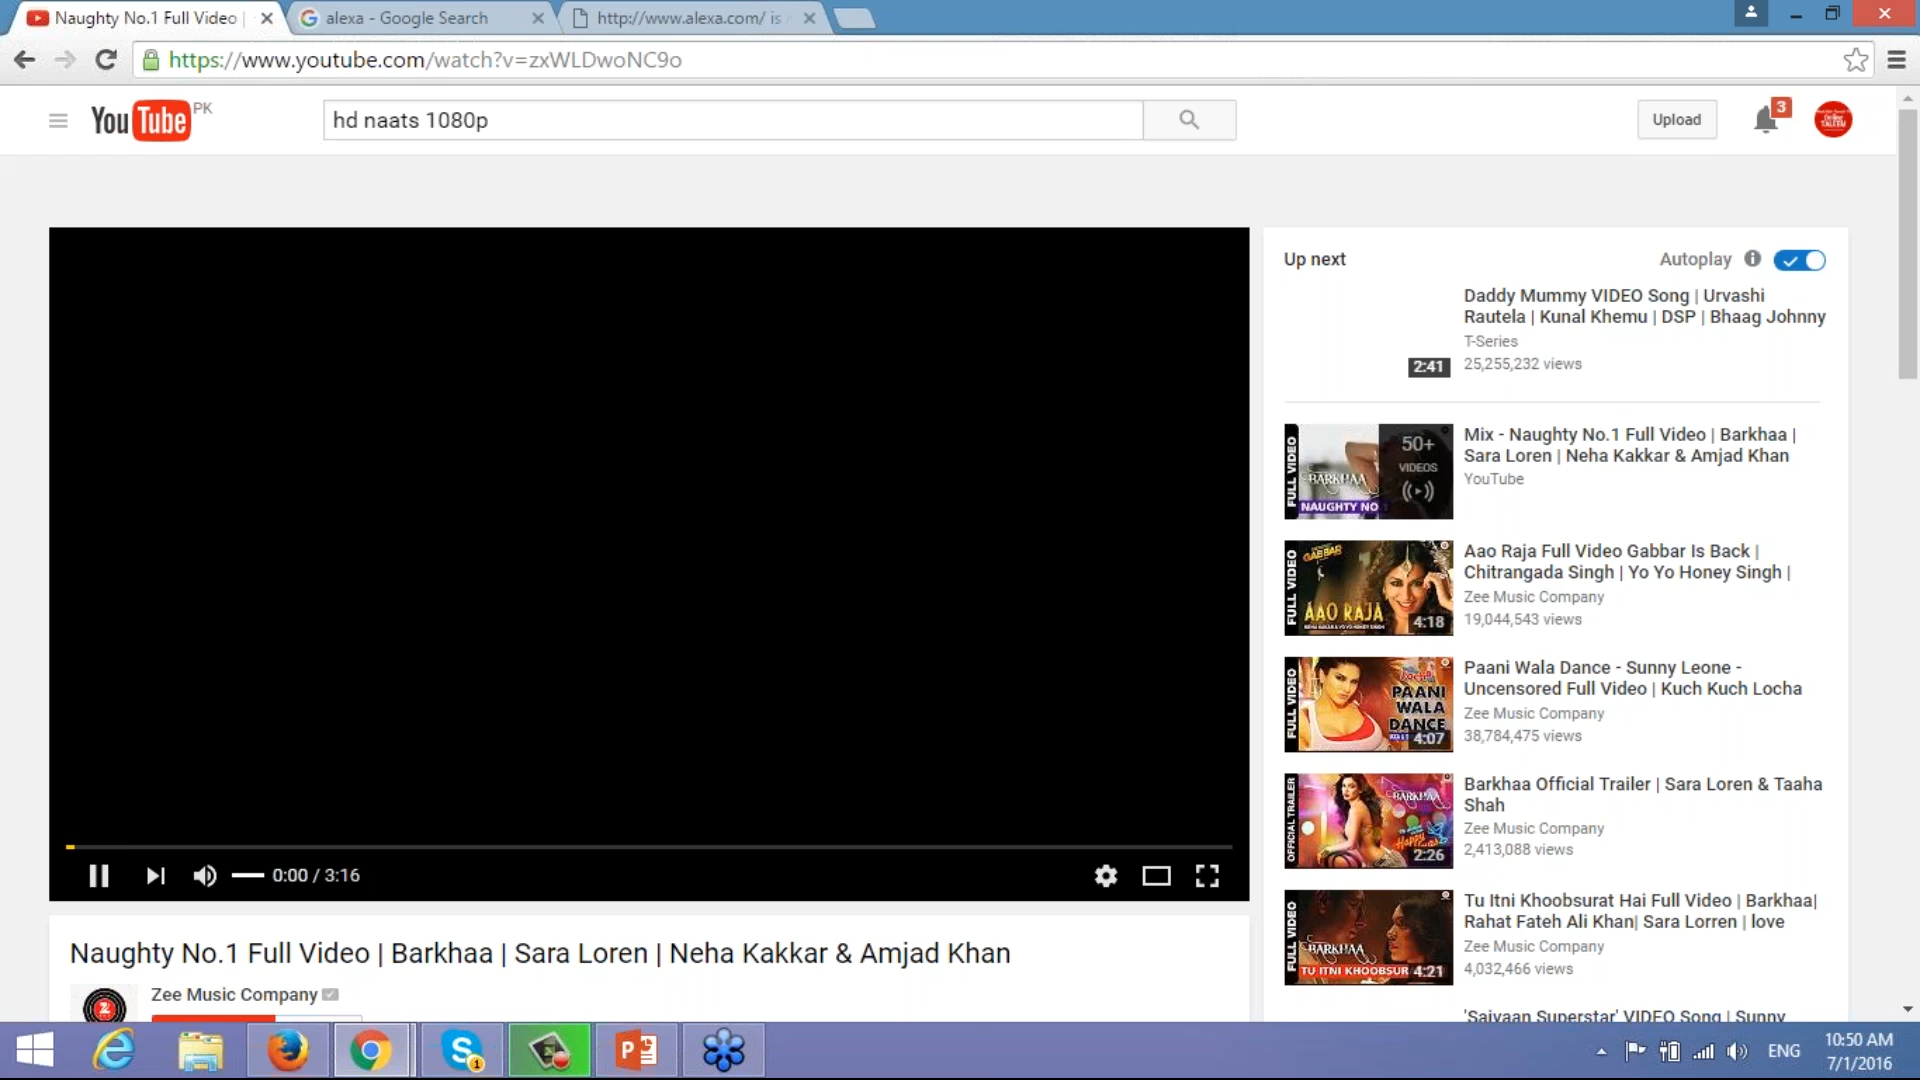 Naughty No.1 Full Video |
alexa - Google Search
http://www.alexa.com/ is
https://www.youtube.com/watch?v=zxWLDwoNC9o
YouTube PK
hd naats 1080p
Upload
3
Up next
Autoplay
Daddy Mummy VIDEO Song | Urvashi
Rautela | Kunal Khemu | DSP | Bhaag Johnny
T-Series
2:41
25,255,232 views
FULL VIDEO
50+
VIDEOS
BARKHAA
NAUGHTY NO
Mix - Naughty No.1 Full Video | Barkhaa |
Sara Loren | Neha Kakkar & Amjad Khan
YouTube
FULL VIDEO
GABBAR
AAO RAJA
4:18
Aao Raja Full Video Gabbar Is Back |
Chitrangada Singh | Yo Yo Honey Singh |
Zee Music Company
19,044,543 views
FULL VIDEO
PAANI
WALA
DANCE
4:07
Paani Wala Dance - Sunny Leone -
Uncensored Full Video | Kuch Kuch Locha
Zee Music Company
38,784,475 views
OFFICIAL TRAILER
BARKHAA
2:26
Barkhaa Official Trailer | Sara Loren & Taaha
Shah
Zee Music Company
2,413,088 views
FULL VIDEO
BARKHAA
TU ITNI KHOOBSUR
4:21
Tu Itni Khoobsurat Hai Full Video | Barkhaa|
Rahat Fateh Ali Khan| Sara Lorren | love
Zee Music Company
4,032,466 views
'Saiyaan Superstar' VIDEO Song | Sunny
0:00 / 3:16
Naughty No.1 Full Video | Barkhaa | Sara Loren | Neha Kakkar & Amjad Khan
Zee Music Company
ENG
10:50 AM
7/1/2016